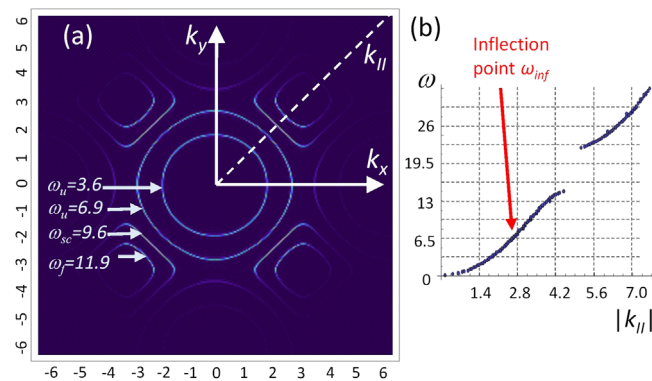 (a)
6
5
4
3
2
1
0
-1
-2
-3
-4
-5
-6
k_y
k_II
k_x
ω_u=3.6
ω_u=6.9
ω_sc=9.6
ω_f=11.9
-6 -5 -4 -3 -2 -1 0 1 2 3 4 5 6
(b)
Inflection
point ω_inf
ω
26
19.5
13
6.5
0
1.4 2.8 4.2 5.6 7.0
|k_II|